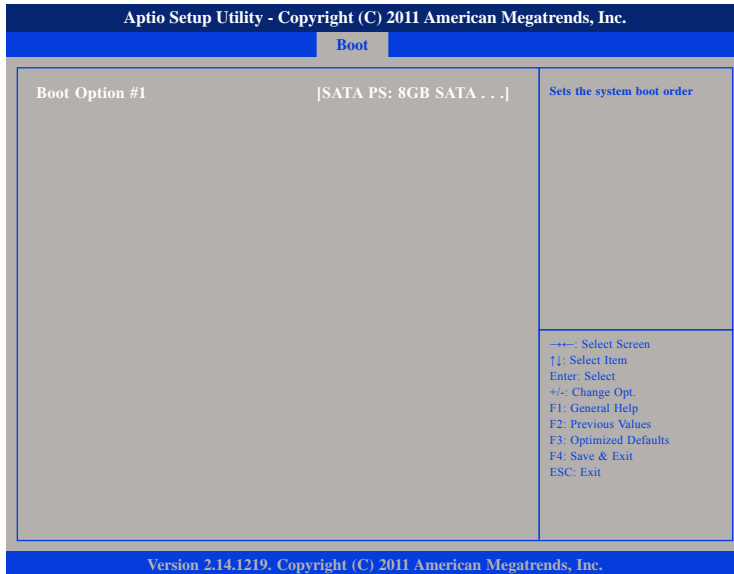 Aptio Setup Utility - Copyright (C) 2011 American Megatrends, Inc.
Boot
Boot Option #1 [SATA PS: 8GB SATA . . .]
Sets the system boot order
→←: Select Screen
↑↓: Select Item
Enter: Select
+/-: Change Opt.
F1: General Help
F2: Previous Values
F3: Optimized Defaults
F4: Save & Exit
ESC: Exit
Version 2.14.1219. Copyright (C) 2011 American Megatrends, Inc.